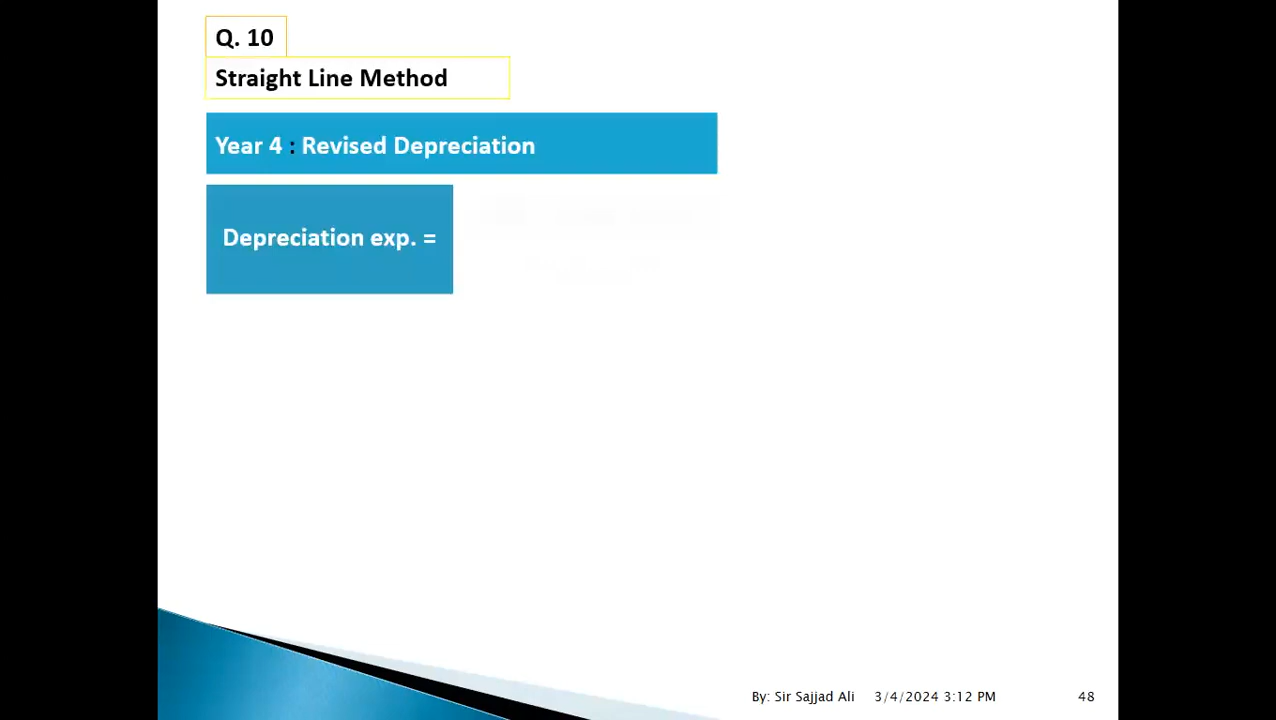 Q. 10
Straight Line Method
Year 4 : Revised Depreciation
Depreciation exp. =
By: Sir Sajjad Ali 3/4/2024 3:12 PM 48